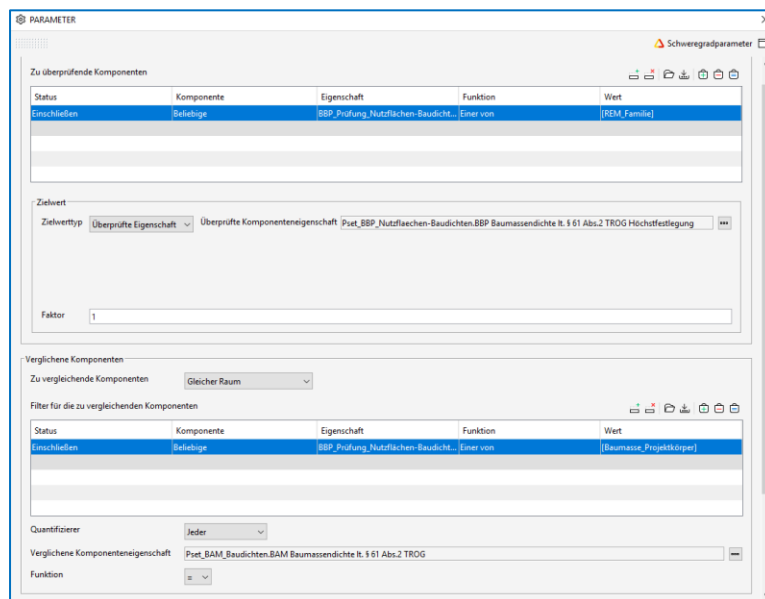 PARAMETER
Schweregradparameter
Zu überprüfende Komponenten
Status Komponente Eigenschaft Funktion Wert
Einschließen Beliebige BBP_Prüfung_Nutzflächen-Baudicht... Einer von [REM_Familie]
Zielwert
Zielwerttyp Überprüfte Eigenschaft Überprüfte Komponenteneigenschaft Pset_BBP_Nutzflaechen-Baudichten.BBP Baumassendichte lt. § 61 Abs.2 TROG Höchstfestlegung
Faktor 1
Verglichene Komponenten
Zu vergleichende Komponenten Gleicher Raum
Filter für die zu vergleichenden Komponenten
Status Komponente Eigenschaft Funktion Wert
Einschließen Beliebige BBP_Prüfung_Nutzflächen-Baudicht... Einer von [Baumasse_Projektkörper]
Quantifizierer Jeder
Verglichene Komponenteneigenschaft Pset_BAM_Baudichten.BAM Baumassendichte lt. § 61 Abs.2 TROG
Funktion =